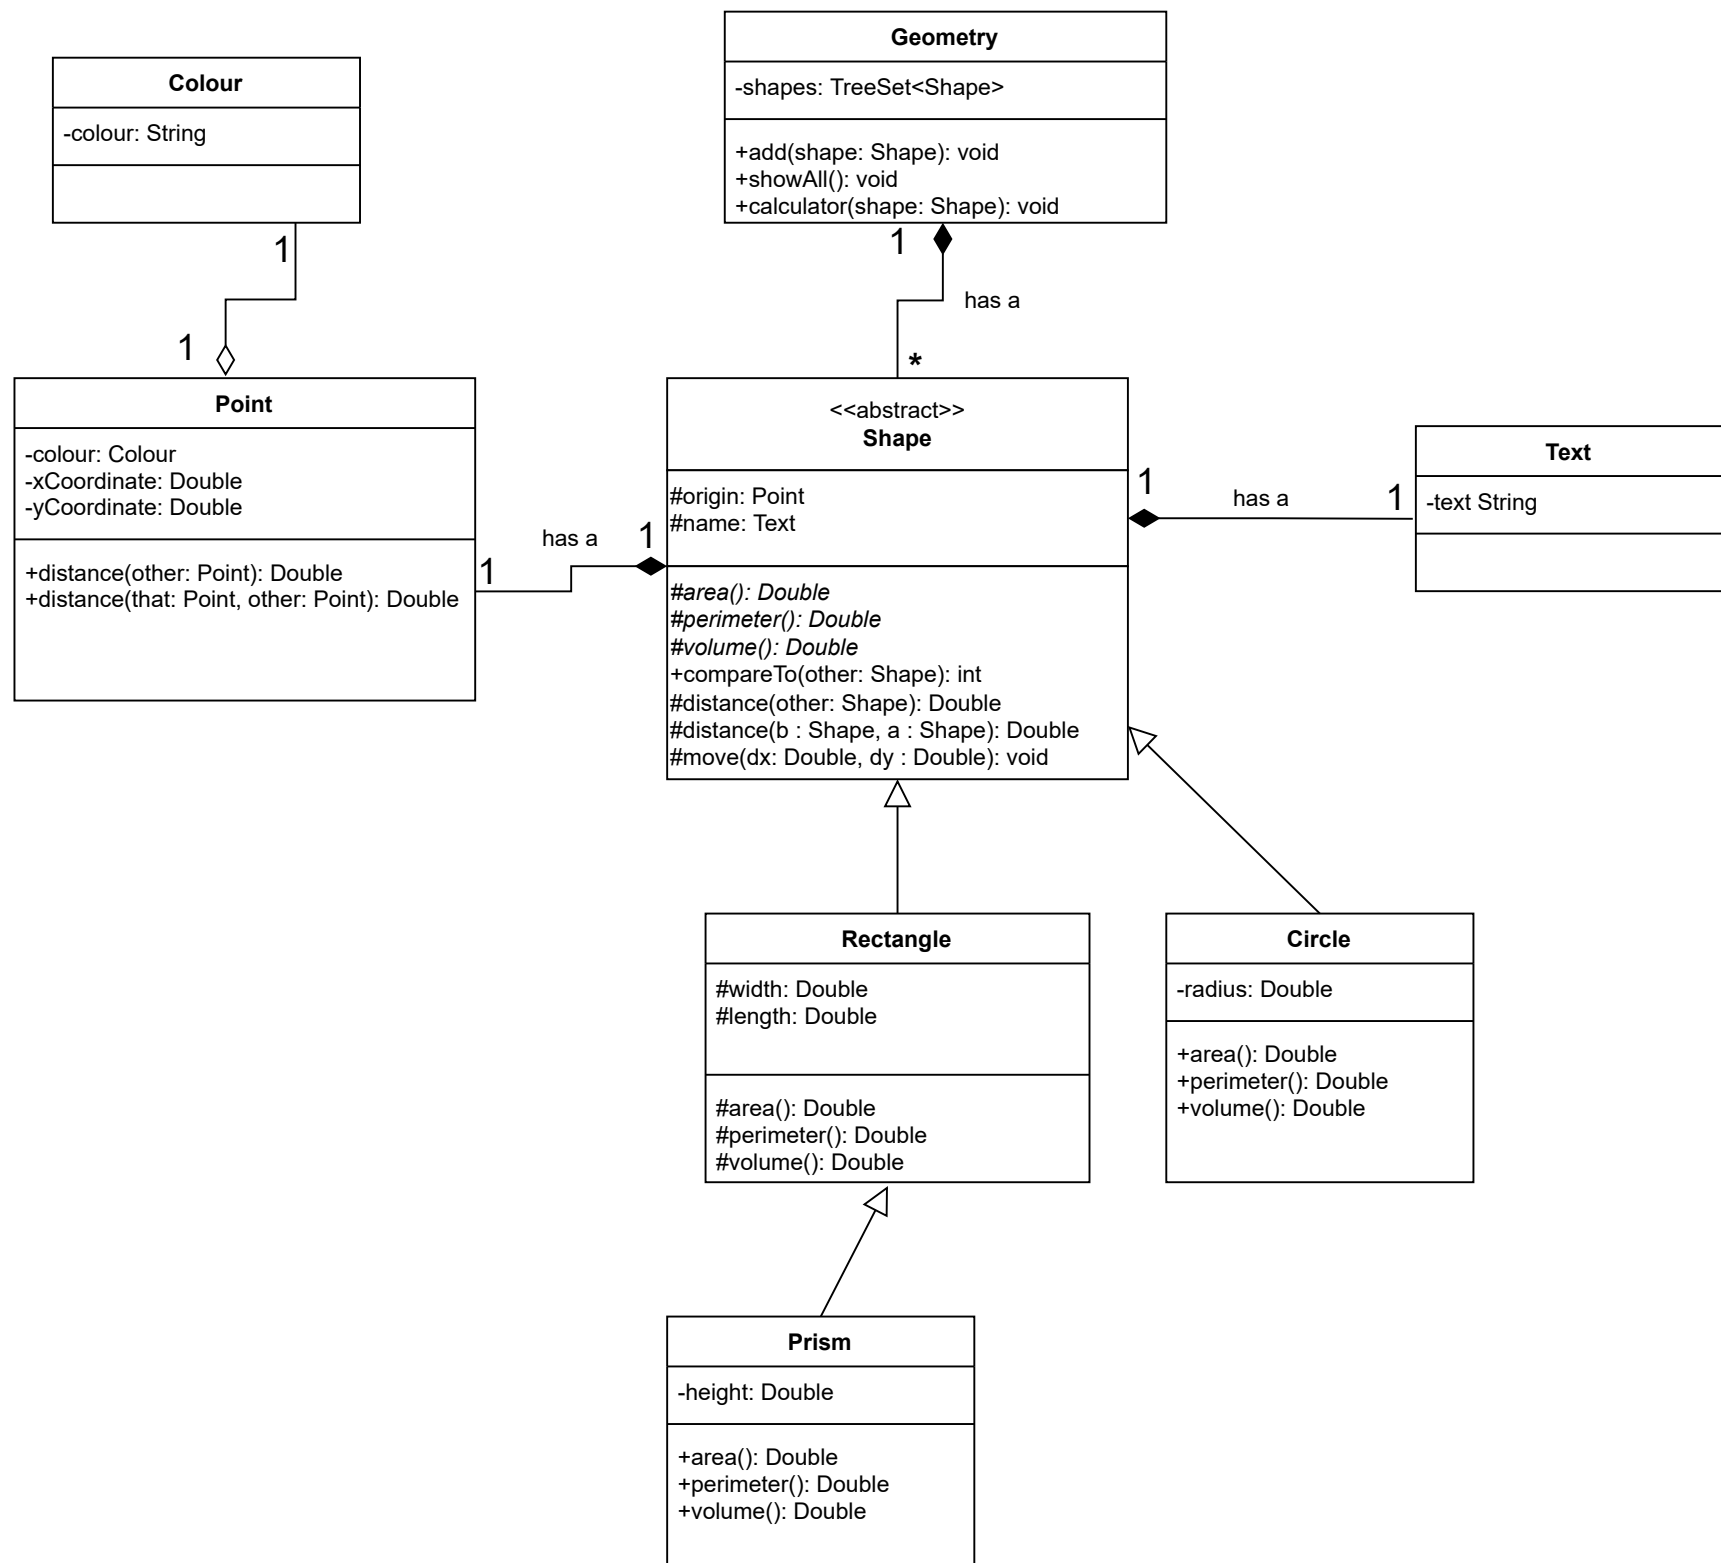 Geometry
-shapes: TreeSet<Shape>
+add(shape: Shape): void
+showAll(): void
+calculator(shape: Shape): void
Colour
-colour: String
1
1
1
has a
*
Point
-colour: Colour
-xCoordinate: Double
-yCoordinate: Double
+distance(other: Point): Double
+distance(that: Point, other: Point): Double
1
has a
1
<<abstract>>
Shape
#origin: Point
#name: Text
#area(): Double
#perimeter(): Double
#volume(): Double
+compareTo(other: Shape): int
#distance(other: Shape): Double
#distance(b : Shape, a : Shape): Double
#move(dx: Double, dy : Double): void
1
has a
1
Text
-text String
Rectangle
#width: Double
#length: Double
#area(): Double
#perimeter(): Double
#volume(): Double
Circle
-radius: Double
+area(): Double
+perimeter(): Double
+volume(): Double
Prism
-height: Double
+area(): Double
+perimeter(): Double
+volume(): Double